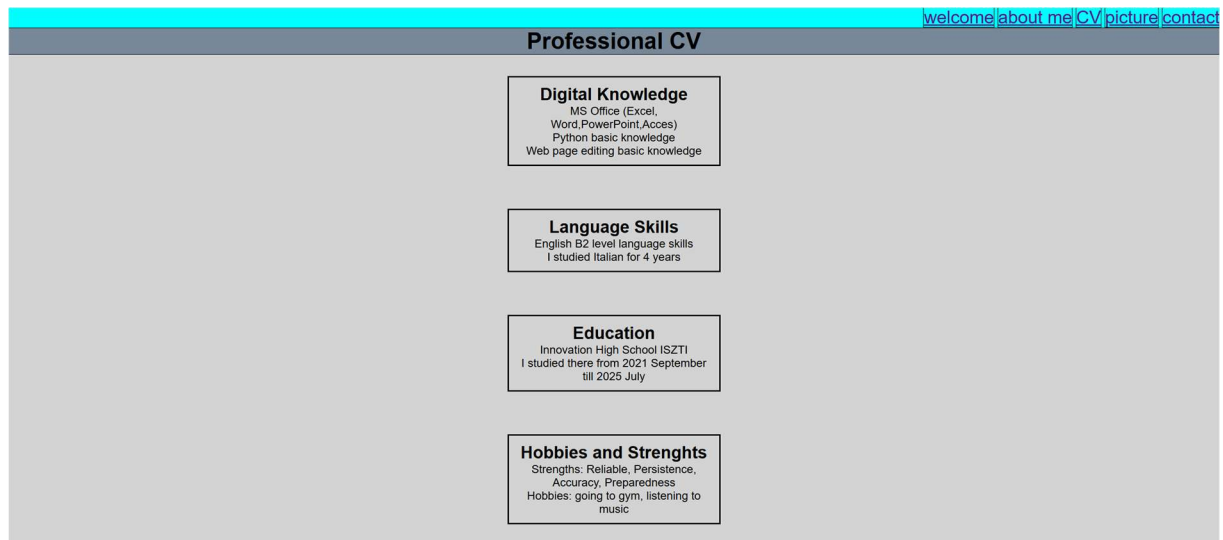 welcome about me CV picture contact
Professional CV
Digital Knowledge
MS Office (Excel,
Word,PowerPoint,Acces)
Python basic knowledge
Web page editing basic knowledge
Language Skills
English B2 level language skills
I studied Italian for 4 years
Education
Innovation High School ISZTI
I studied there from 2021 September
till 2025 July
Hobbies and Strenghts
Strengths: Reliable, Persistence,
Accuracy, Preparedness
Hobbies: going to gym, listening to
music